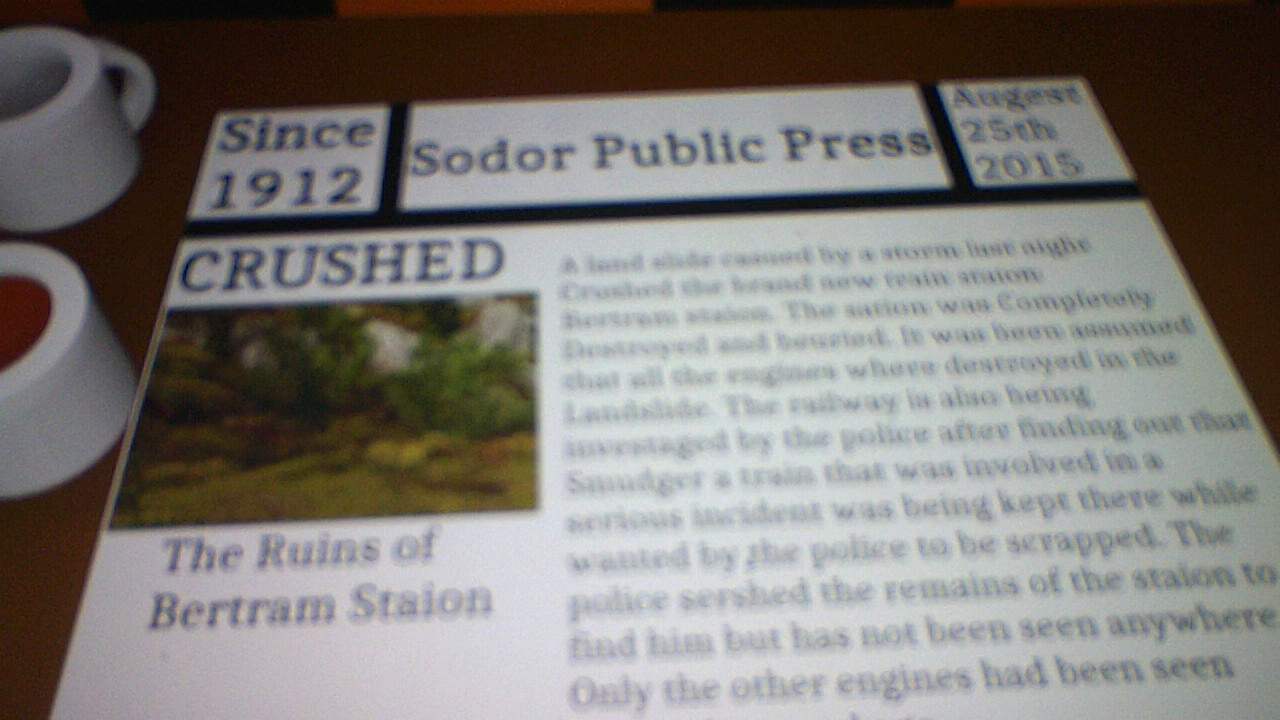 Since
1912
Sodor Public Press
Augest
25th
2015
CRUSHED
The Ruins of
Bertram Staion
A land slide casued by a storm last night
Crushed the brand new train staion
Bertram staion. The sation was Completely
Destroyed and beuried. It was been assumed
that all the engines where destroyed in the
Landslide. The railway is also being
investaged by the police after finding out that
Smudger a train that was involved in a
serious incident was being kept there while
wanted by the police to be scrapped. The
police sershed the remains of the staion to
find him but has not been seen anywhere.
Only the other engines had been seen